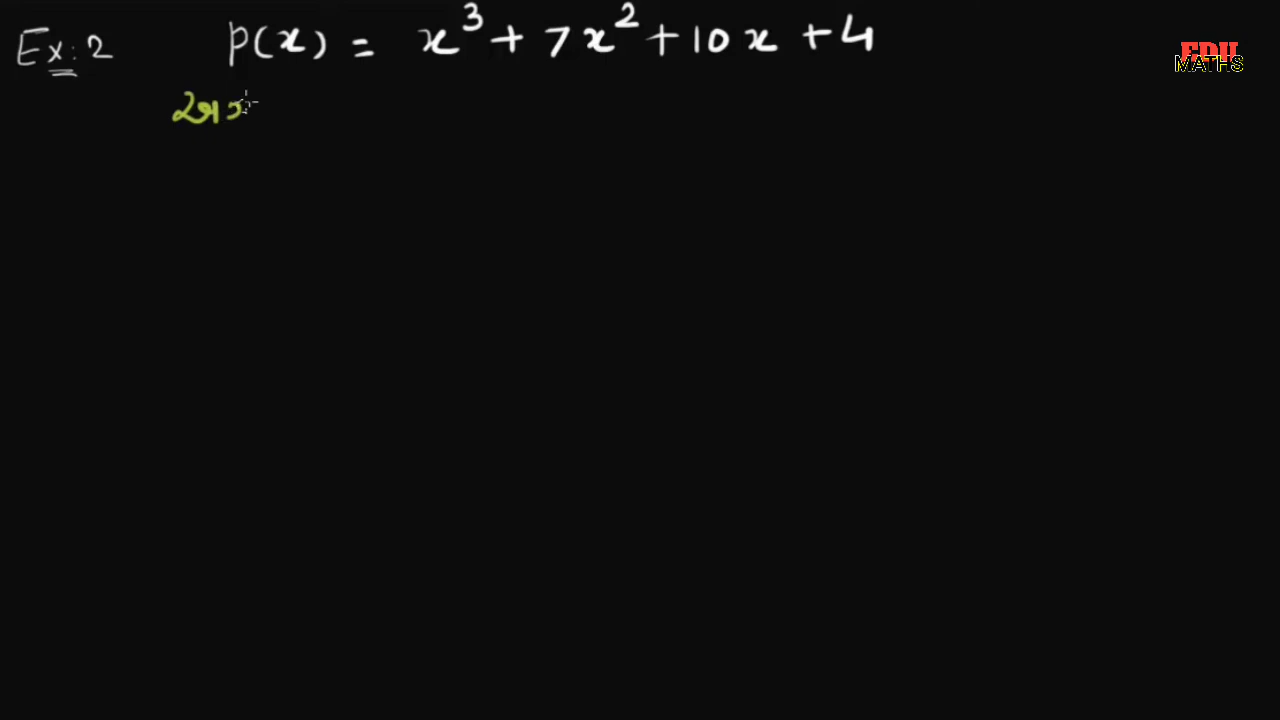 Ex: 2 p(x) = x³ + 7x² + 10x + 4
EDU
MATHS